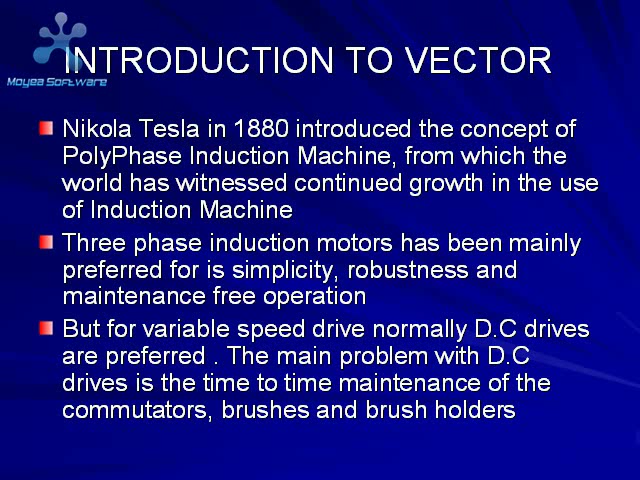 INTRODUCTION TO VECTOR
Moyea Software
Nikola Tesla in 1880 introduced the concept of
PolyPhase Induction Machine, from which the
world has witnessed continued growth in the use
of Induction Machine
Three phase induction motors has been mainly
preferred for is simplicity, robustness and
maintenance free operation
But for variable speed drive normally D.C drives
are preferred . The main problem with D.C
drives is the time to time maintenance of the
commutators, brushes and brush holders